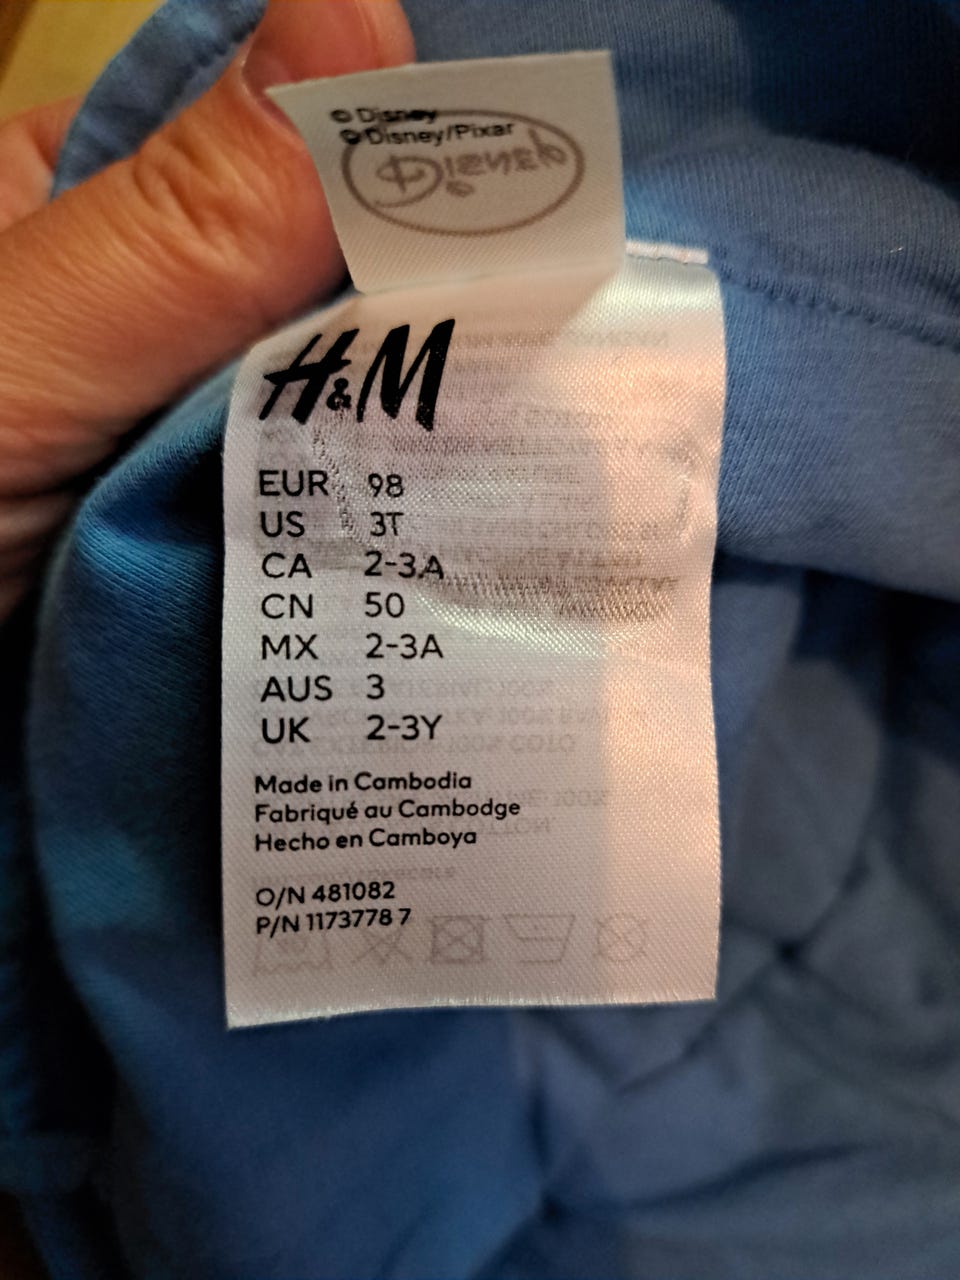 © Disney
© Disney/Pixar
Disney
H&M
EUR 98
US 3T
CA 2-3A
CN 50
MX 2-3A
AUS 3
UK 2-3Y
Made in Cambodia
Fabriqué au Cambodge
Hecho en Camboya
O/N 481082
P/N 1173778 7